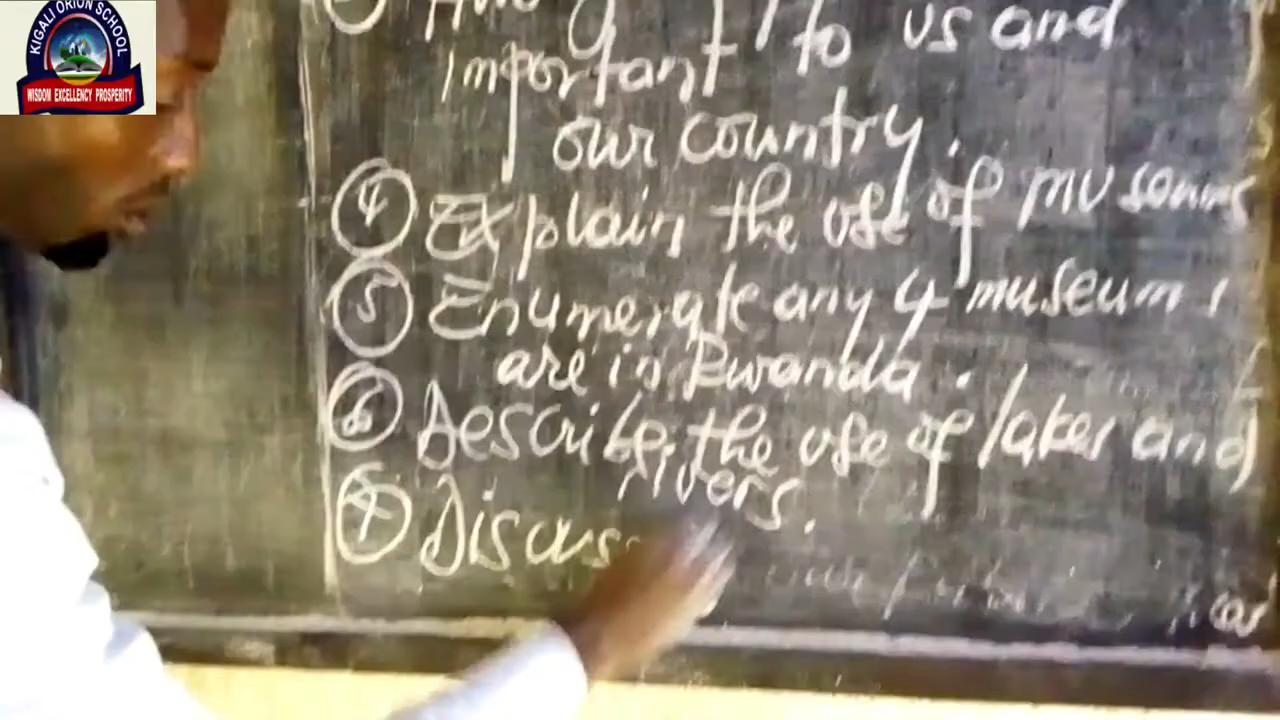 KIGALI ORION SCHOOL
WISDOM EXCELLENCY PROSPERITY
to us and
important
our country.
4 Explain the use of museums
5 Enumerate any 4 museum
are in Rwanda.
6 Describe the use of lakes and
rivers.
7 Discuss